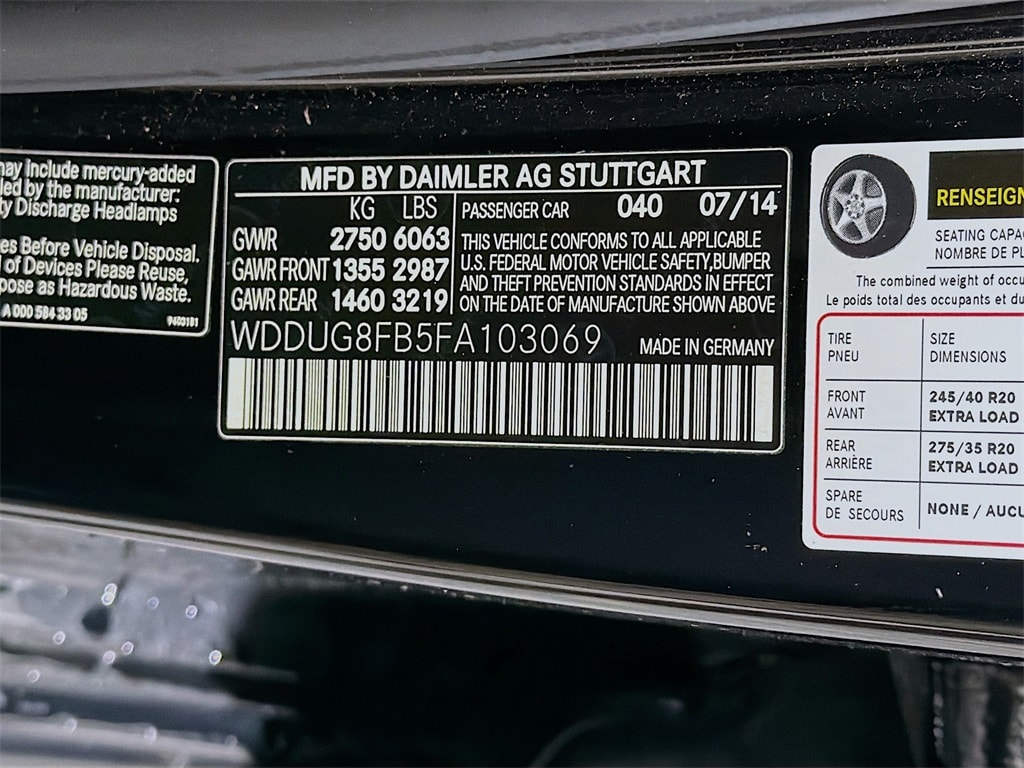 may include mercury-added
led by the manufacturer:
ty Discharge Headlamps
es Before Vehicle Disposal.
l of Devices Please Reuse,
pose as Hazardous Waste.
A 000 584 33 05
MFD BY DAIMLER AG STUTTGART
KG LBS
GWR 2750 6063
GAWR FRONT 1355 2987
GAWR REAR 1460 3219
PASSENGER CAR 040 07/14
THIS VEHICLE CONFORMS TO ALL APPLICABLE
U.S. FEDERAL MOTOR VEHICLE SAFETY,BUMPER
AND THEFT PREVENTION STANDARDS IN EFFECT
ON THE DATE OF MANUFACTURE SHOWN ABOVE
WDDUG8FB5FA103069 MADE IN GERMANY
RENSEIGN
SEATING CAPA
NOMBRE DE PL
The combined weight of occu
Le poids total des occupants et du
TIRE SIZE
PNEU DIMENSIONS
FRONT 245/40 R20
AVANT EXTRA LOAD
REAR 275/35 R20
ARRIÈRE EXTRA LOAD
SPARE
DE SECOURS NONE / AUCU